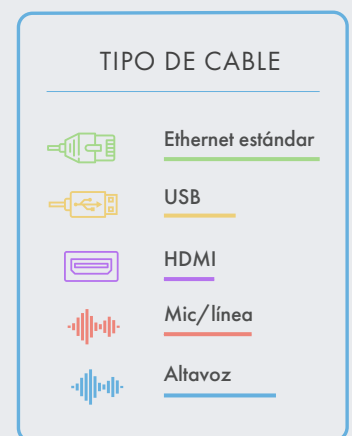 TIPO DE CABLE
Ethernet estándar
USB
HDMI
Mic/línea
Altavoz